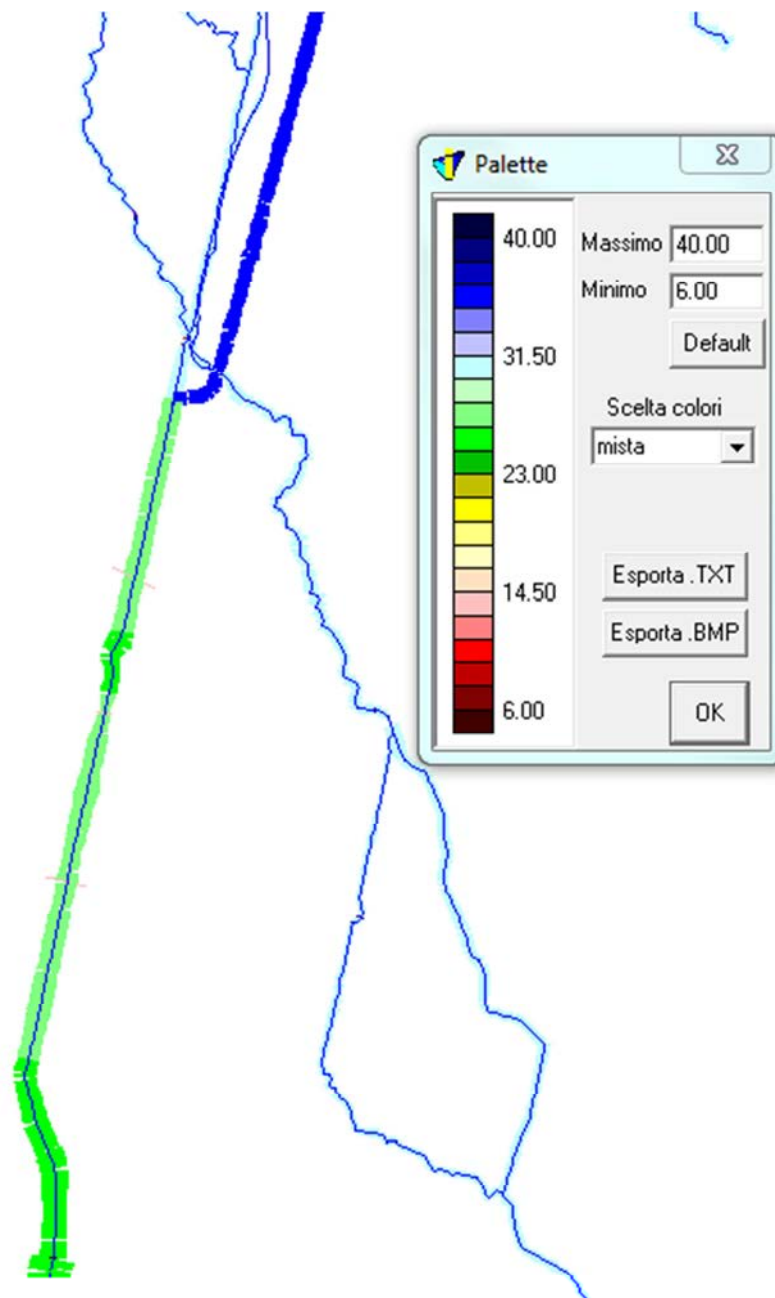 Palette
40.00
31.50
23.00
14.50
6.00
Massimo 40.00
Minimo 6.00
Default
Scelta colori
mista
Esporta .TXT
Esporta .BMP
OK